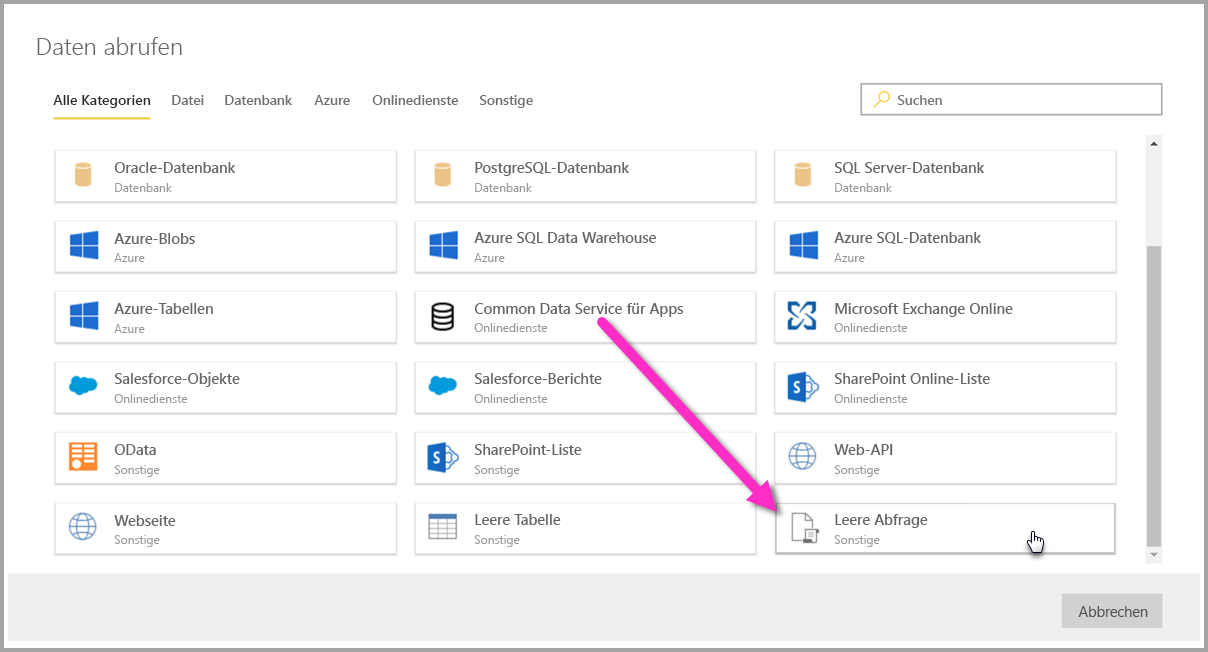 Daten abrufen
Alle Kategorien Datei Datenbank Azure Onlinedienste Sonstige Suchen
Oracle-Datenbank
Datenbank
PostgreSQL-Datenbank
Datenbank
SQL Server-Datenbank
Datenbank
Azure-Blobs
Azure
Azure SQL Data Warehouse
Azure
Azure SQL-Datenbank
Azure
Azure-Tabellen
Azure
Common Data Service für Apps
Onlinedienste
Microsoft Exchange Online
Onlinedienste
Salesforce-Objekte
Onlinedienste
Salesforce-Berichte
Onlinedienste
SharePoint Online-Liste
Onlinedienste
OData
Sonstige
SharePoint-Liste
Sonstige
Web-API
Sonstige
Webseite
Sonstige
Leere Tabelle
Sonstige
Leere Abfrage
Sonstige
Abbrechen